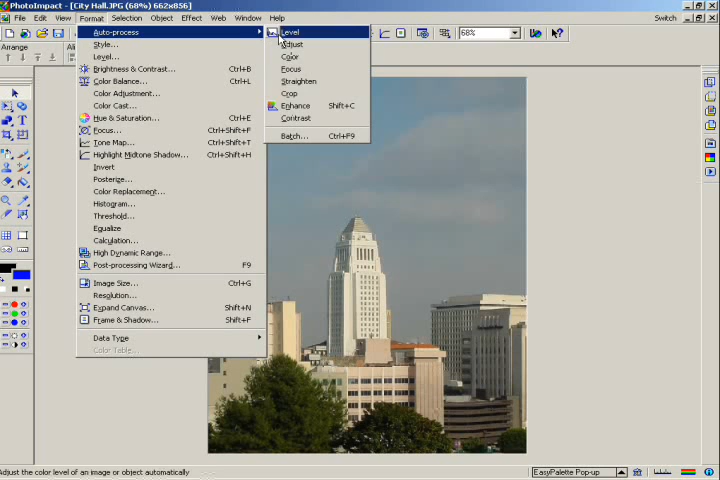 PhotoImpact - [City Hall.JPG (68%) 662x856]
File Edit View Format Selection Object Effect Web Window Help Switch
68%
Arrange
Auto-process
Style...
Level...
Brightness & Contrast... Ctrl+B
Color Balance... Ctrl+L
Color Adjustment...
Color Cast...
Hue & Saturation... Ctrl+E
Focus... Ctrl+Shift+F
Tone Map... Ctrl+Shift+T
Highlight Midtone Shadow... Ctrl+Shift+H
Invert
Posterize...
Color Replacement...
Histogram...
Threshold...
Equalize
Calculation...
High Dynamic Range...
Post-processing Wizard... F9
Image Size... Ctrl+G
Resolution...
Expand Canvas... Shift+N
Frame & Shadow... Shift+F
Data Type
Color Table...
Level
Adjust
Color
Focus
Straighten
Crop
Enhance Shift+C
Contrast
Batch... Ctrl+F9
Adjust the color level of an image or object automatically
EasyPalette Pop-up